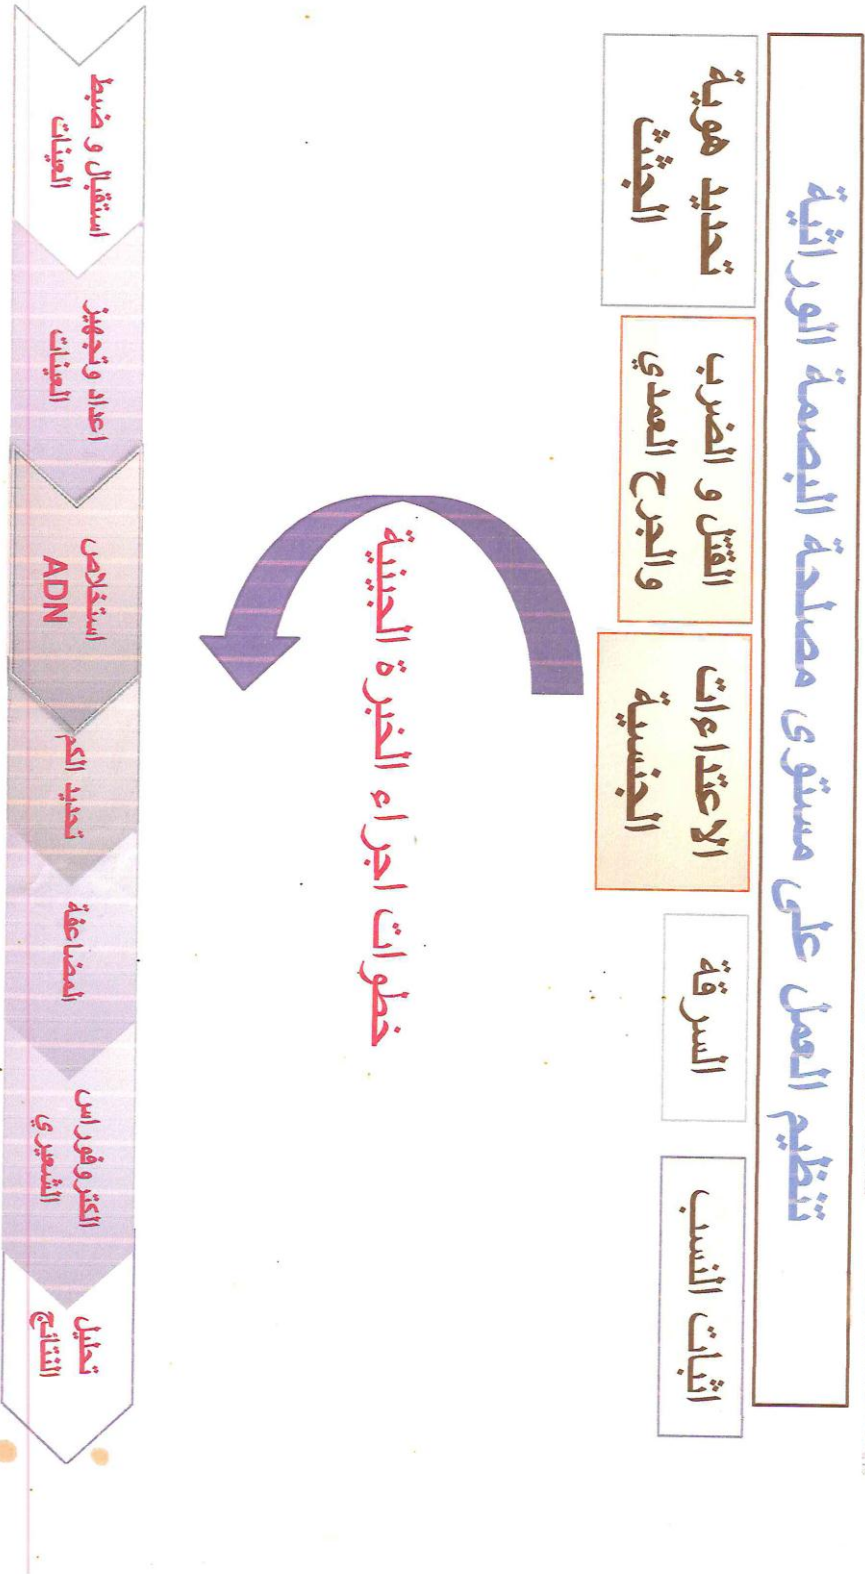 تنظيم العمل على مستوى مصلحة البصمة الوراثية
تحديد هوية
الجثث
القتل و الضرب
والجرح العمدي
الاعتداءات
الجنسية
السرقة
اثبات النسب
خطوات اجراء الخبرة الجينية
استقبال و ضبط
العينات
اعداد وتجهيز
العينات
استخلاص
ADN
تحديد الكم
المضاعفة
الكتروفوراس
الشعيري
تحليل
النتائج